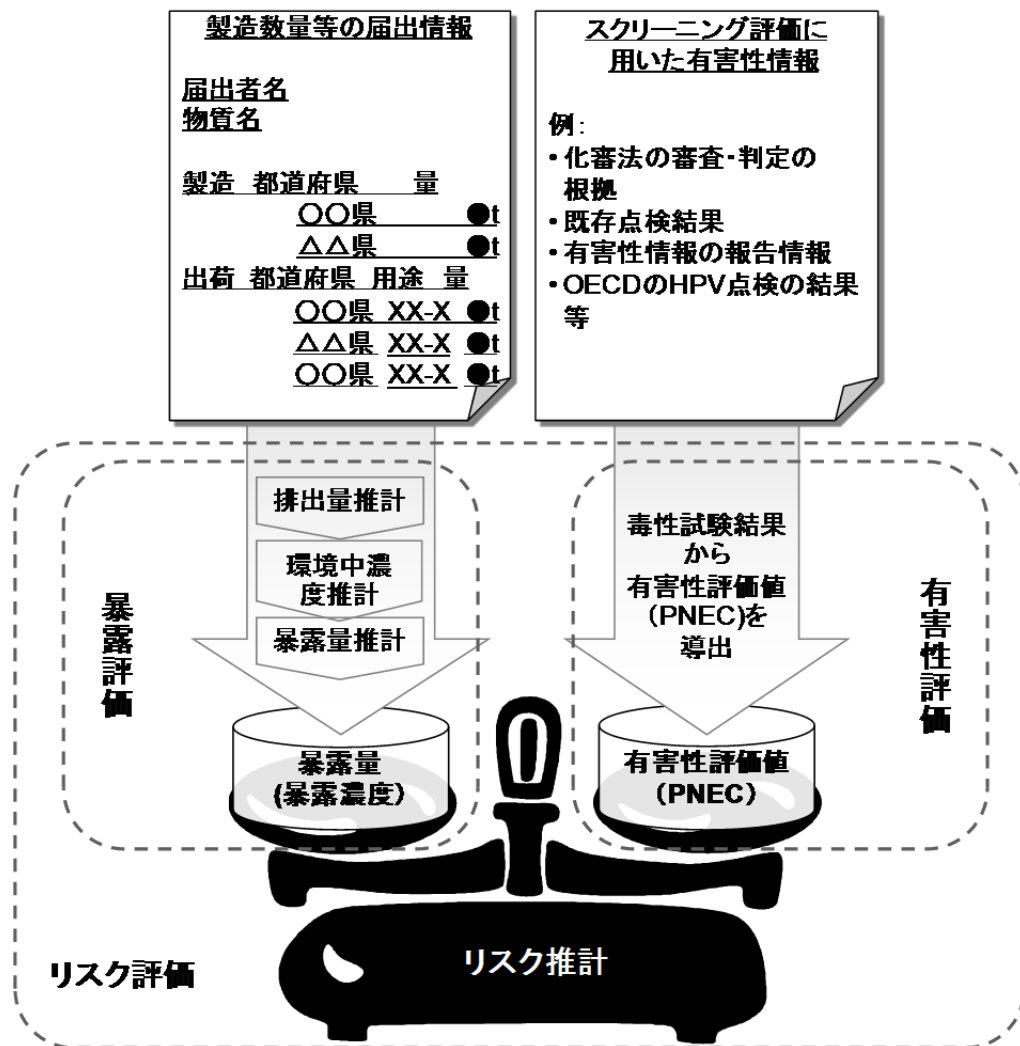 製造数量等の届出情報
届出者名
物質名
製造 都道府県 量
○○県 ●t
△△県 ●t
出荷 都道府県 用途 量
○○県 XX-X ●t
△△県 XX-X ●t
○○県 XX-X ●t
スクリーニング評価に
用いた有害性情報
例:
・化審法の審査・判定の
根拠
・既存点検結果
・有害性情報の報告情報
・OECDのHPV点検の結果
等
暴露評価
排出量推計
環境中濃
度推計
暴露量推計
毒性試験結果
から
有害性評価値
(PNEC)を
導出
有害性評価
暴露量
(暴露濃度)
有害性評価値
(PNEC)
リスク評価
リスク推計